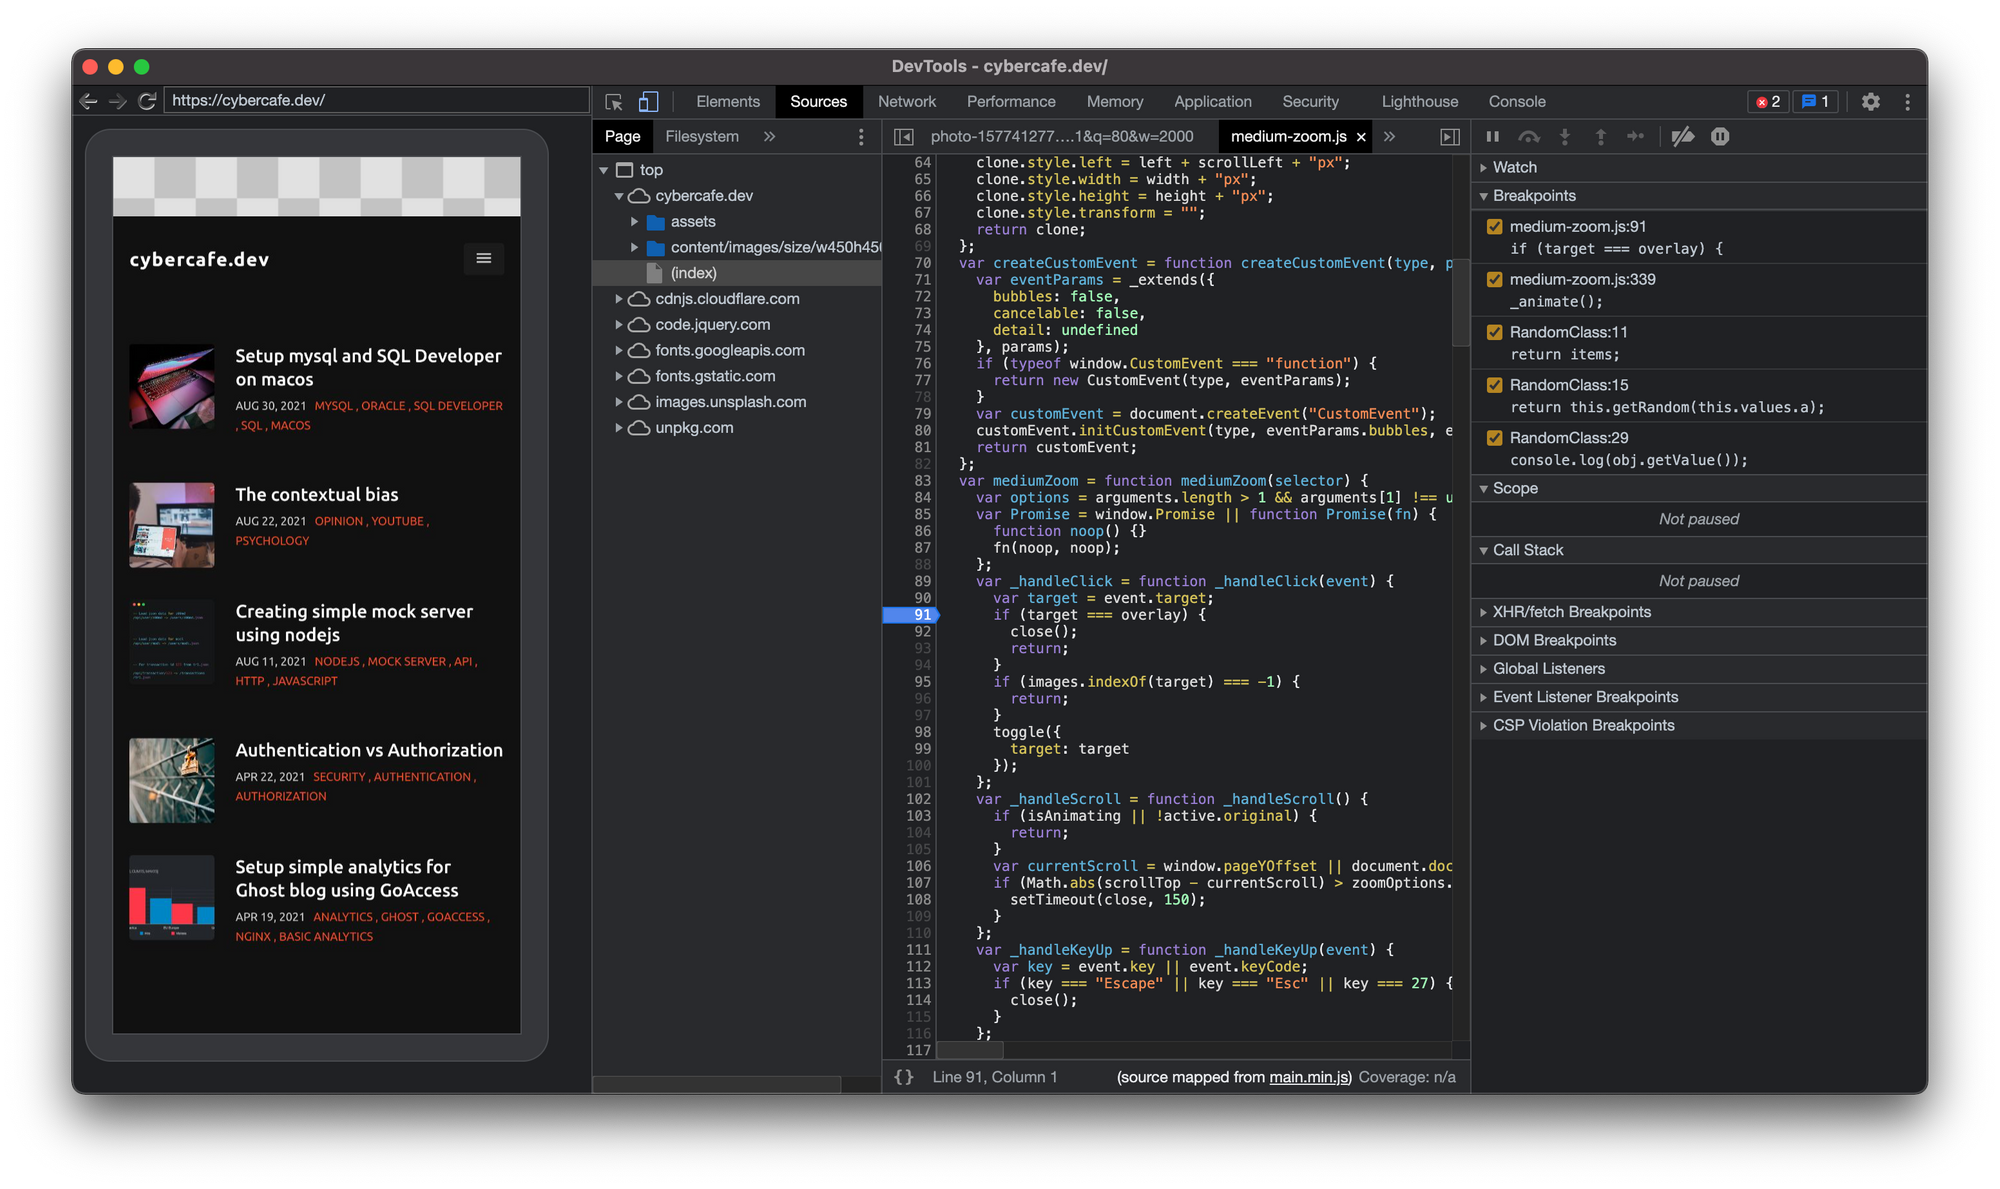 DevTools - cybercafe.dev/
https://cybercafe.dev/
Elements Sources Network Performance Memory Application Security Lighthouse Console 2 1
cybercafe.dev
Setup mysql and SQL Developer
on macos
AUG 30, 2021 MYSQL , ORACLE , SQL DEVELOPER
, SQL , MACOS
The contextual bias
AUG 22, 2021 OPINION , YOUTUBE ,
PSYCHOLOGY
Creating simple mock server
using nodejs
AUG 11, 2021 NODEJS , MOCK SERVER , API ,
HTTP , JAVASCRIPT
Authentication vs Authorization
APR 22, 2021 SECURITY , AUTHENTICATION ,
AUTHORIZATION
Setup simple analytics for
Ghost blog using GoAccess
APR 19, 2021 ANALYTICS , GHOST , GOACCESS ,
NGINX , BASIC ANALYTICS
Page Filesystem »
top
cybercafe.dev
assets
content/images/size/w450h45
(index)
cdnjs.cloudflare.com
code.jquery.com
fonts.googleapis.com
fonts.gstatic.com
images.unsplash.com
unpkg.com
photo-157741277....1&q=80&w=2000 medium-zoom.js × »
64 clone.style.left = left + scrollLeft + "px";
65 clone.style.width = width + "px";
66 clone.style.height = height + "px";
67 clone.style.transform = "";
68 return clone;
69 };
70 var createCustomEvent = function createCustomEvent(type, p
71 var eventParams = _extends({
72 bubbles: false,
73 cancelable: false,
74 detail: undefined
75 }, params);
76 if (typeof window.CustomEvent === "function") {
77 return new CustomEvent(type, eventParams);
78 }
79 var customEvent = document.createEvent("CustomEvent");
80 customEvent.initCustomEvent(type, eventParams.bubbles, e
81 return customEvent;
82 };
83 var mediumZoom = function mediumZoom(selector) {
84 var options = arguments.length > 1 && arguments[1] !== u
85 var Promise = window.Promise || function Promise(fn) {
86 function noop() {}
87 fn(noop, noop);
88 };
89 var _handleClick = function _handleClick(event) {
90 var target = event.target;
91 if (target === overlay) {
92 close();
93 return;
94 }
95 if (images.indexOf(target) === -1) {
96 return;
97 }
98 toggle({
99 target: target
100 });
101 };
102 var _handleScroll = function _handleScroll() {
103 if (isAnimating || !active.original) {
104 return;
105 }
106 var currentScroll = window.pageYOffset || document.doc
107 if (Math.abs(scrollTop - currentScroll) > zoomOptions.
108 setTimeout(close, 150);
109 }
110 };
111 var _handleKeyUp = function _handleKeyUp(event) {
112 var key = event.key || event.keyCode;
113 if (key === "Escape" || key === "Esc" || key === 27) {
114 close();
115 }
116 };
117
{} Line 91, Column 1 (source mapped from main.min.js) Coverage: n/a
Watch
Breakpoints
medium-zoom.js:91
if (target === overlay) {
medium-zoom.js:339
_animate();
RandomClass:11
return items;
RandomClass:15
return this.getRandom(this.values.a);
RandomClass:29
console.log(obj.getValue());
Scope
Not paused
Call Stack
Not paused
XHR/fetch Breakpoints
DOM Breakpoints
Global Listeners
Event Listener Breakpoints
CSP Violation Breakpoints